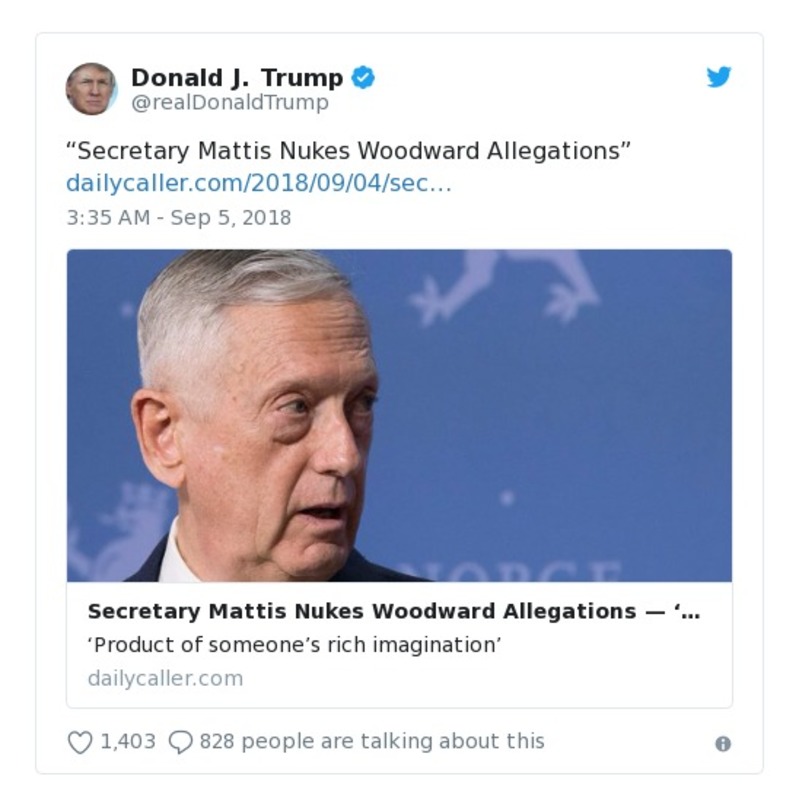 Donald J. Trump
@realDonaldTrump
“Secretary Mattis Nukes Woodward Allegations”
dailycaller.com/2018/09/04/sec…
3:35 AM - Sep 5, 2018
NORGE
Secretary Mattis Nukes Woodward Allegations — ‘…
‘Product of someone’s rich imagination’
dailycaller.com
1,403 828 people are talking about this